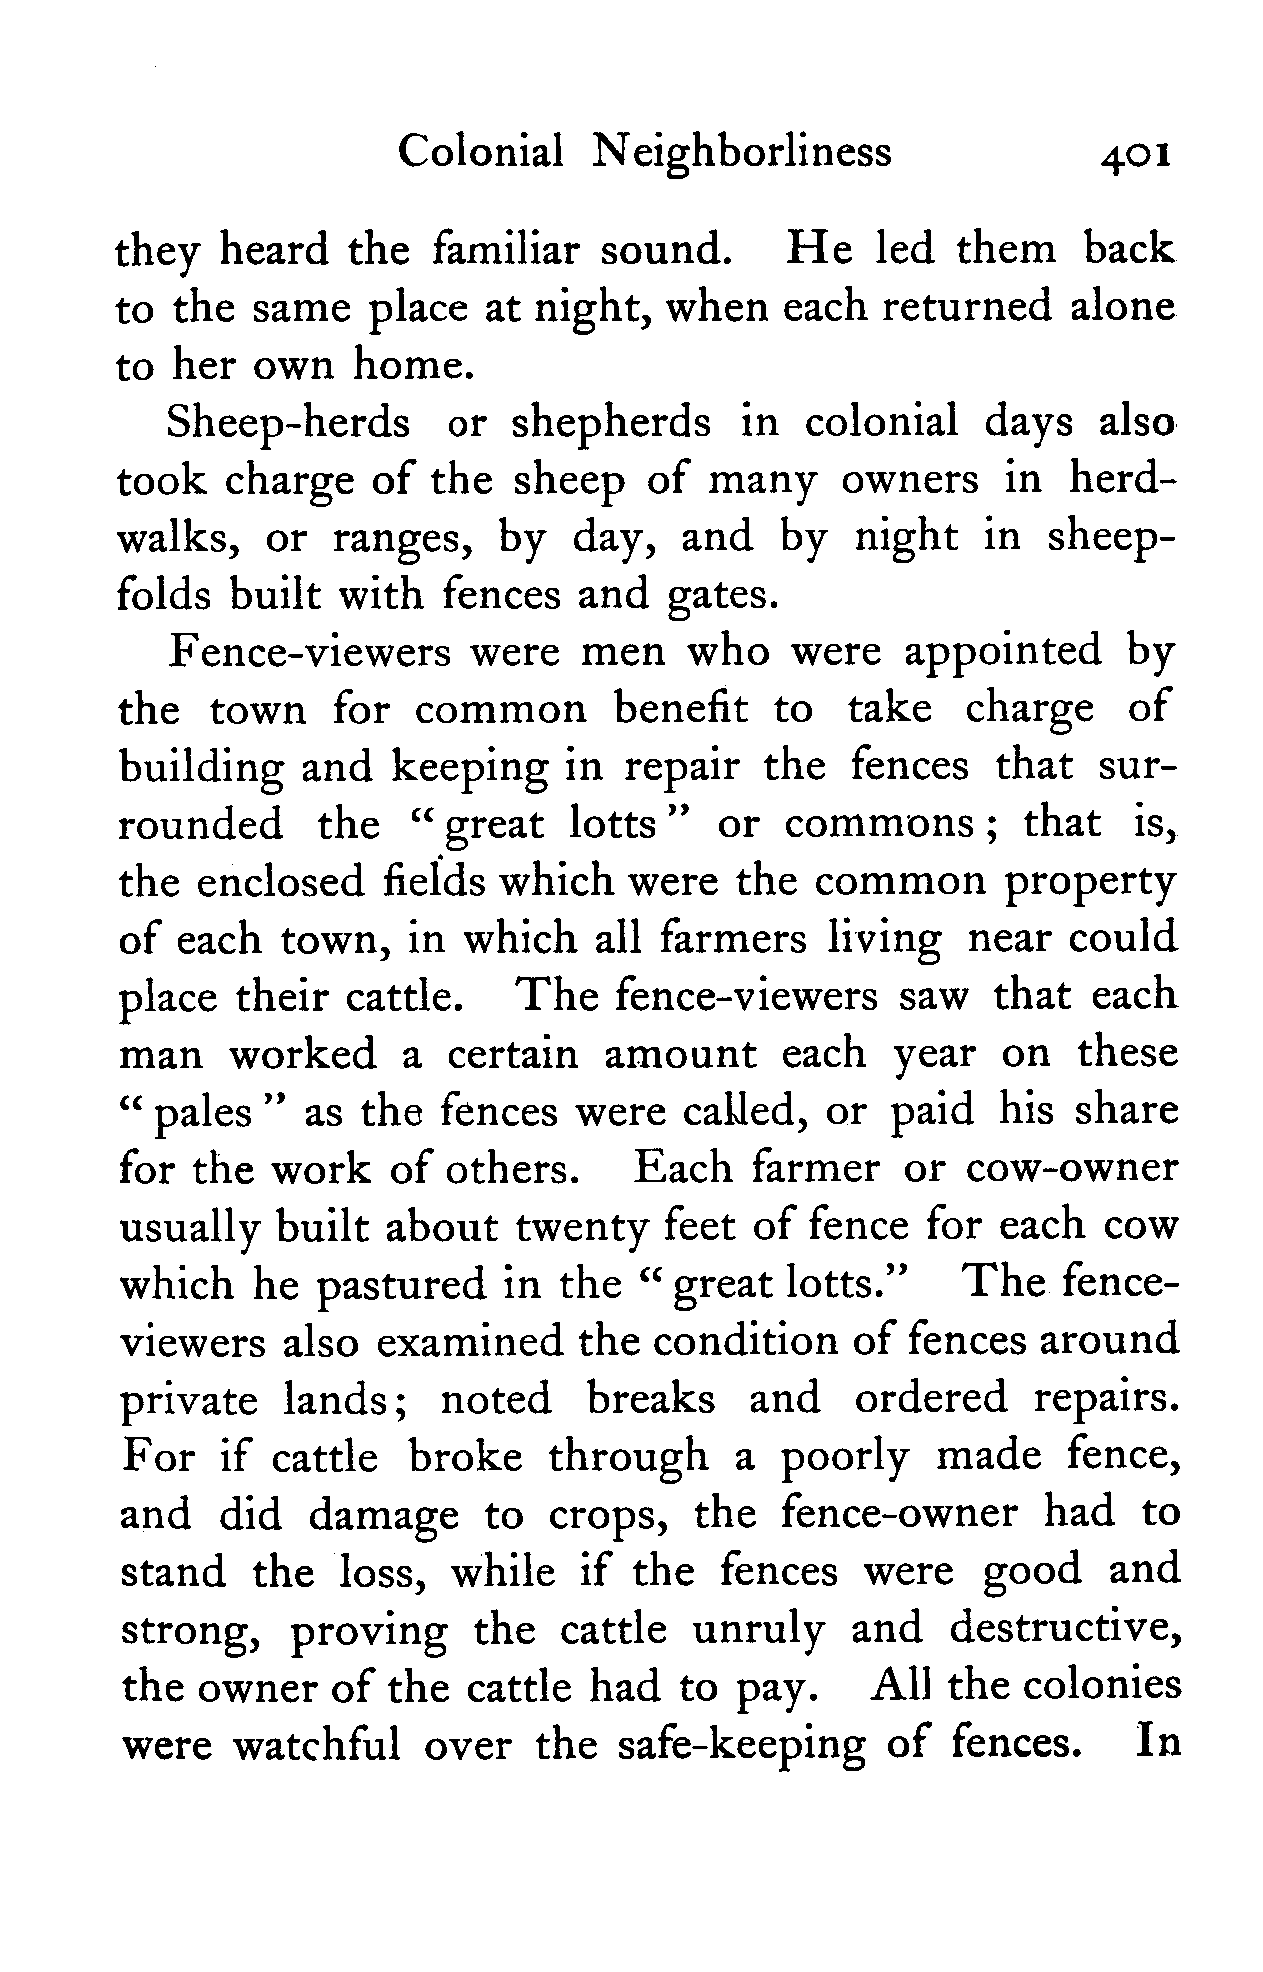 Colonial Neighborliness 401
they heard the familiar sound. He led them back
to the same place at night, when each returned alone
to her own home.
Sheep-herds or shepherds in colonial days also
took charge of the sheep of many owners in herd-
walks, or ranges, by day, and by night in sheep-
folds built with fences and gates.
Fence-viewers were men who were appointed by
the town for common benefit to take charge of
building and keeping in repair the fences that sur-
rounded the “ great lotts ” or commons ; that is,
the enclosed fields which were the common property
of each town, in which all farmers living near could
place their cattle. The fence-viewers saw that each
man worked a certain amount each year on these
“ pales ” as the fences were called, or paid his share
for the work of others. Each farmer or cow-owner
usually built about twenty feet of fence for each cow
which he pastured in the “ great lotts.” The fence-
viewers also examined the condition of fences around
private lands ; noted breaks and ordered repairs.
For if cattle broke through a poorly made fence,
and did damage to crops, the fence-owner had to
stand the loss, while if the fences were good and
strong, proving the cattle unruly and destructive,
the owner of the cattle had to pay. All the colonies
were watchful over the safe-keeping of fences. In